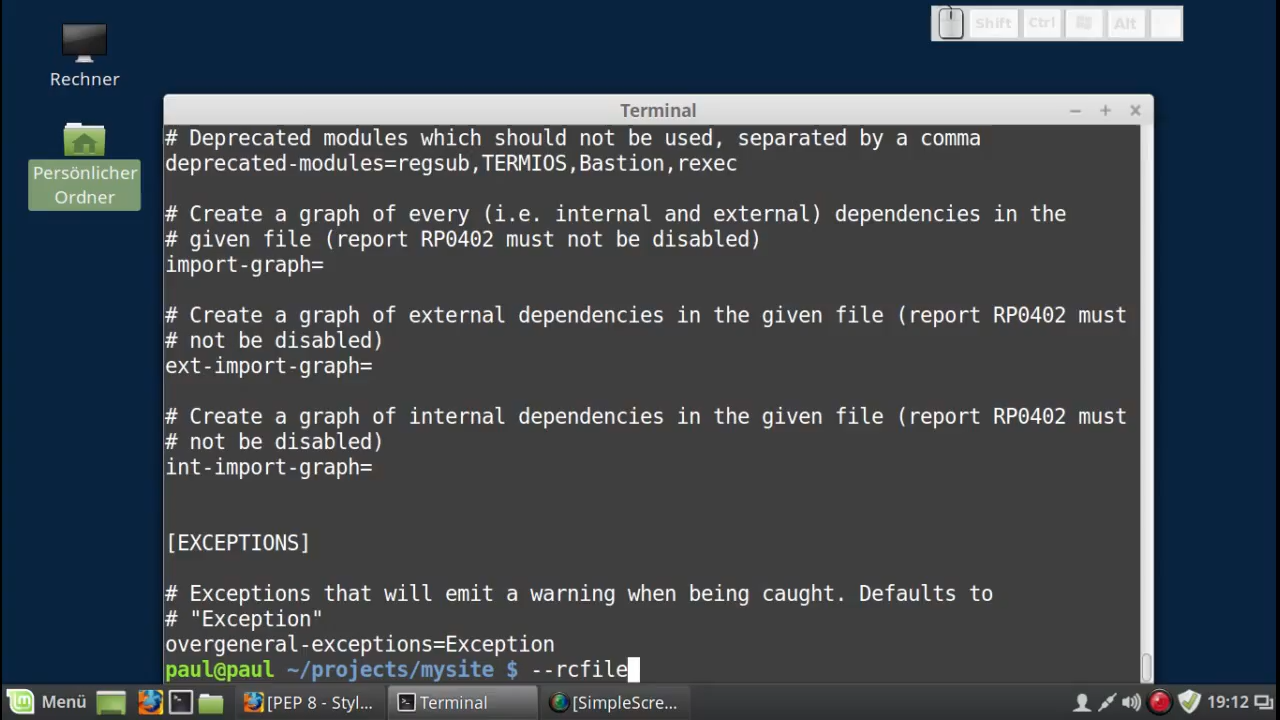 Rechner
Persönlicher
Ordner
Shift Ctrl Alt
Terminal
# Deprecated modules which should not be used, separated by a comma
deprecated-modules=regsub,TERMIOS,Bastion,rexec
# Create a graph of every (i.e. internal and external) dependencies in the
# given file (report RP0402 must not be disabled)
import-graph=
# Create a graph of external dependencies in the given file (report RP0402 must
# not be disabled)
ext-import-graph=
# Create a graph of internal dependencies in the given file (report RP0402 must
# not be disabled)
int-import-graph=
[EXCEPTIONS]
# Exceptions that will emit a warning when being caught. Defaults to
# "Exception"
overgeneral-exceptions=Exception
paul@paul ~/projects/mysite $ --rcfile
Menü [PEP 8 - Styl... Terminal [SimpleScre... 19:12